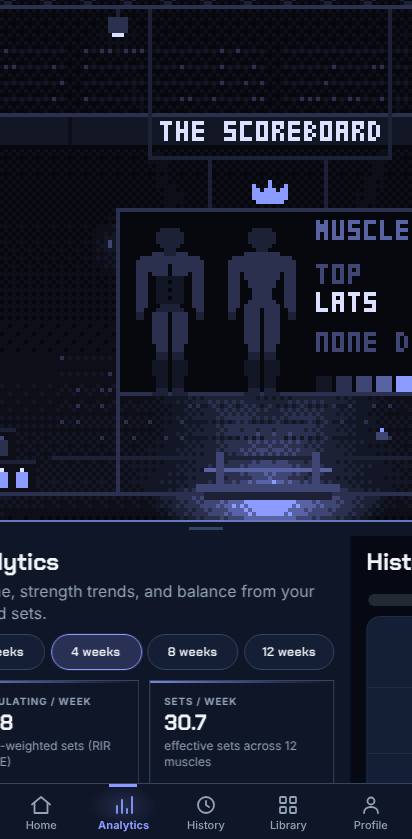 THE SCOREBOARD
MUSCLE
TOP
LATS
NONE D
lytics
Hist
e, strength trends, and balance from your
d sets.
eeks
4 weeks
8 weeks
12 weeks
ULATING / WEEK
8
-weighted sets (RIR
E)
SETS / WEEK
30.7
effective sets across 12
muscles
Home
Analytics
History
Library
Profile